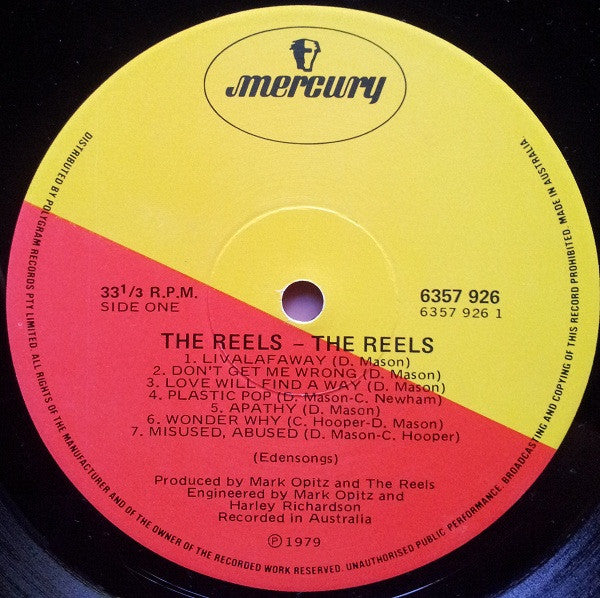 mercury
33 1/3 R.P.M.
SIDE ONE
6357 926
6357 926 1
THE REELS – THE REELS
1. LIVALAFAWAY (D. Mason)
2. DON'T GET ME WRONG (D. Mason)
3. LOVE WILL FIND A WAY (D. Mason)
4. PLASTIC POP (D. Mason-C. Newham)
5. APATHY (D. Mason)
6. WONDER WHY (C. Hooper-D. Mason)
7. MISUSED, ABUSED (D. Mason-C. Hooper)
(Edensongs)
Produced by Mark Opitz and The Reels
Engineered by Mark Opitz and
Harley Richardson
Recorded in Australia
℗ 1979
DISTRIBUTED BY POLYGRAM RECORDS PTY LIMITED. ALL RIGHTS OF THE MANUFACTURER AND OF THE OWNER OF THE RECORDED WORK RESERVED. UNAUTHORISED PUBLIC PERFORMANCE, BROADCASTING AND COPYING OF THIS RECORD PROHIBITED. MADE IN AUSTRALIA.